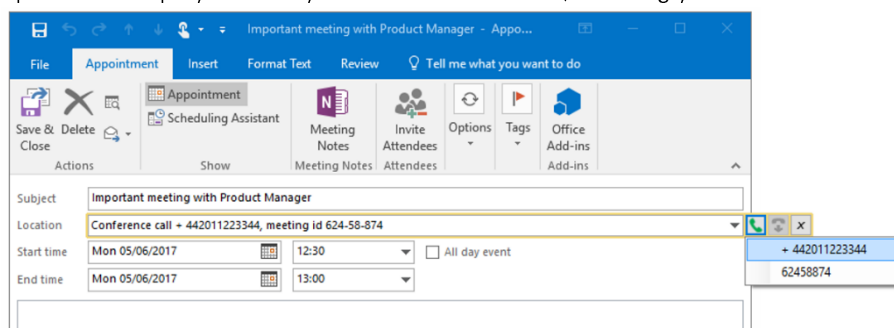 Important meeting with Product Manager - Appo...
File Appointment Insert Format Text Review Tell me what you want to do
Save & Close
Delete
Appointment
Scheduling Assistant
Meeting Notes
Invite Attendees
Options
Tags
Office Add-ins
Actions Show Meeting Notes Attendees Add-ins
Subject Important meeting with Product Manager
Location Conference call + 442011223344, meeting id 624-58-874 x
Start time Mon 05/06/2017 12:30 All day event
+ 442011223344
End time Mon 05/06/2017 13:00
62458874